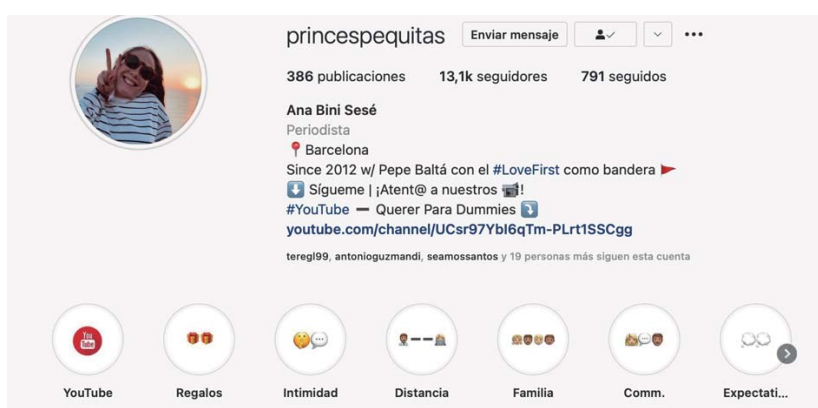 princespequitas Enviar mensaje
386 publicaciones 13,1k seguidores 791 seguidos
Ana Bini Sesé
Periodista
📍 Barcelona
Since 2012 w/ Pepe Baltá con el #LoveFirst como bandera 🚩
⬇️ Sígueme | ¡Atent@ a nuestros 📹!
#YouTube ➖ Querer Para Dummies ⤵️
youtube.com/channel/UCsr97YbI6qTm-PLrt1SSCgg
teregl99, antonioguzmandi, seamossantos y 19 personas más siguen esta cuenta
You Tube
YouTube Regalos Intimidad Distancia Familia Comm. Expectati...